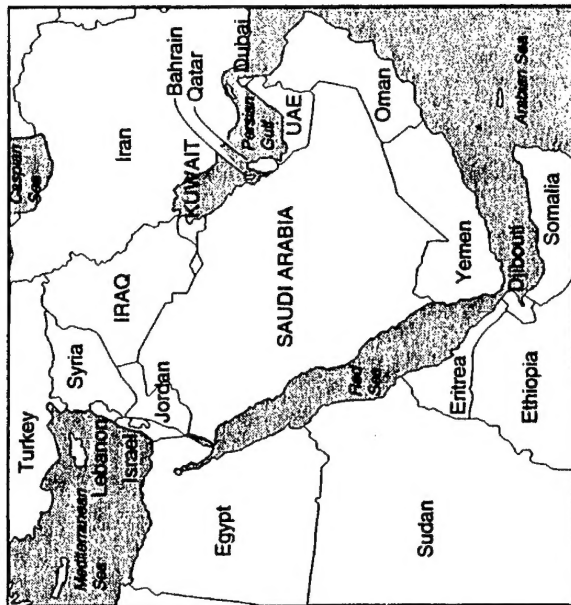 Turkey
Caspian
Sea
Mediterranean
Sea
Syria
Lebanon
Israel
IRAQ
Iran
Jordan
KUWAIT
Bahrain
Qatar
Persian
Gulf
Dubai
Egypt
SAUDI ARABIA
UAE
Red
Sea
Oman
Sudan
Eritrea
Yemen
Arabian Sea
Djibouti
Ethiopia
Somalia